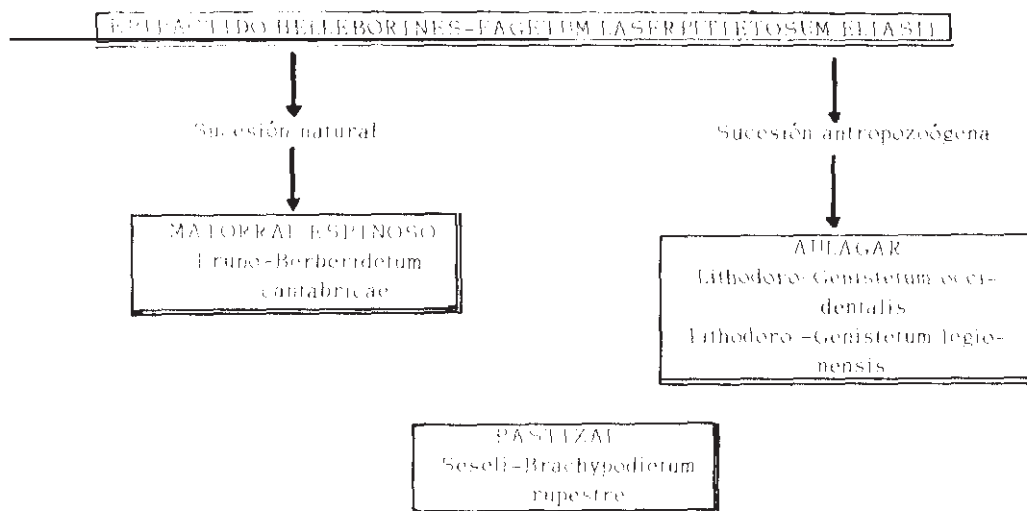 EPIPACTIDO HELLEBORINES-FAGETUM LASERPITIETOSUM ELIASII
Sucesión natural
Sucesión antropozoógena
MATORRAL ESPINOSO
Pruno-Berberidetum
cantabricae
AULAGAR
Lithodoro-Genistetum occi-
dentalis
Lithodoro-Genistetum legio-
nensis
PASTIZAL
Seseli-Brachypodietum
rupestre